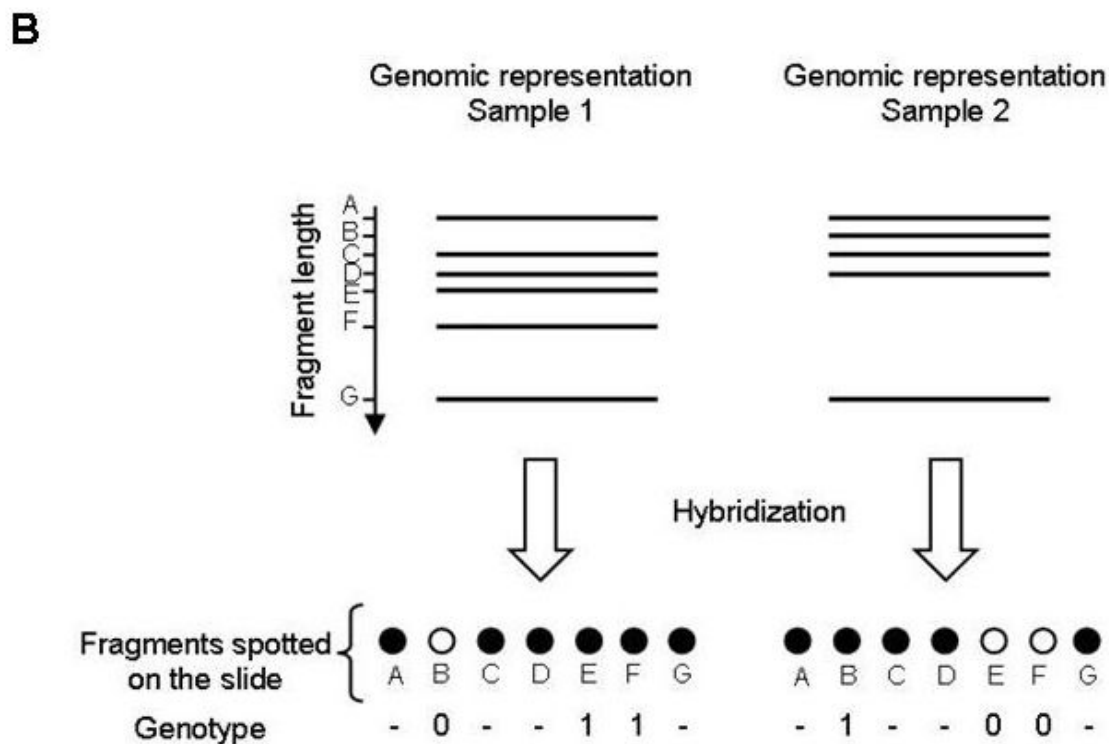 B
Genomic representation
Sample 1
Genomic representation
Sample 2
Fragment length
A
B
C
D
E
F
G
Hybridization
Fragments spotted
on the slide
A B C D E F G
A B C D E F G
Genotype
- 0 - - 1 1 -
- 1 - - 0 0 -